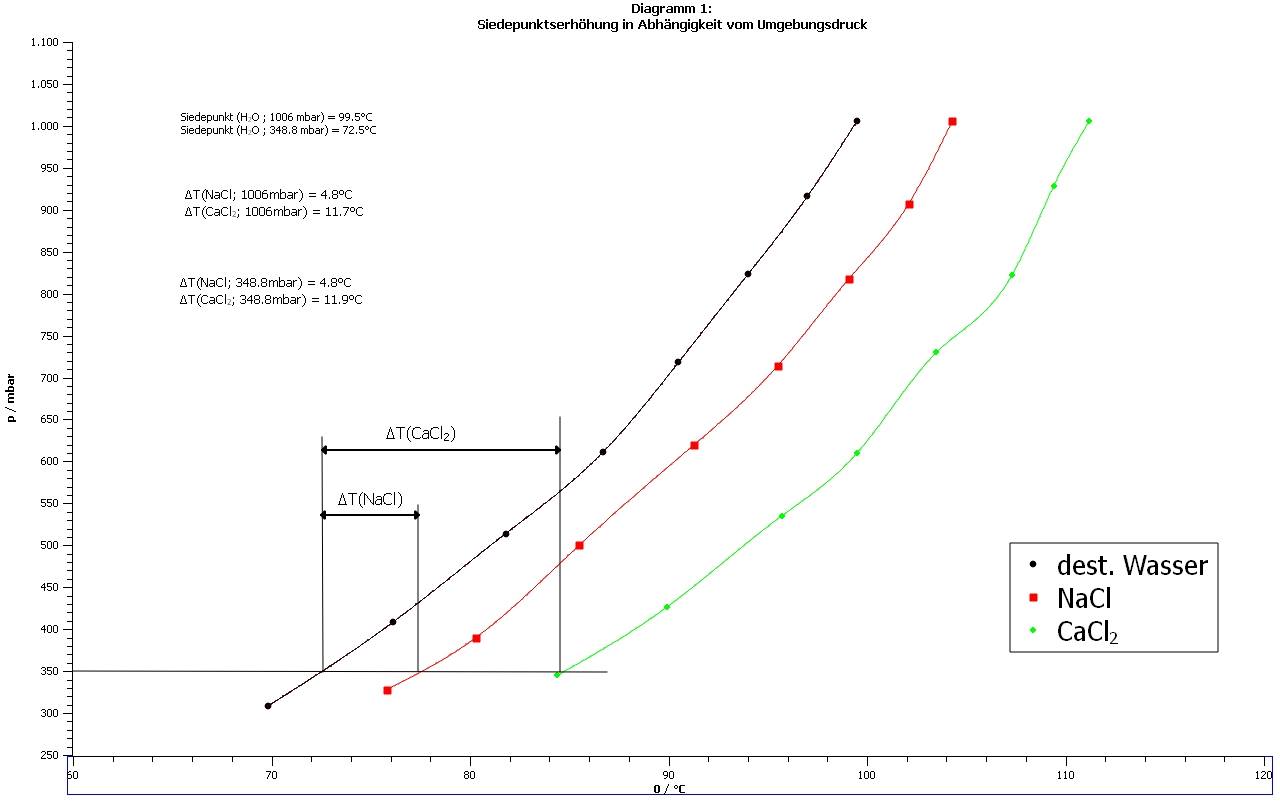 Diagramm 1:
Siedepunktserhöhung in Abhängigkeit vom Umgebungsdruck
1.100
1.050
1.000
950
900
850
800
750
700
650
600
550
500
450
400
350
300
250
p / mbar
Siedepunkt (H₂O ; 1006 mbar) = 99.5°C
Siedepunkt (H₂O ; 348.8 mbar) = 72.5°C
ΔT(NaCl; 1006mbar) = 4.8°C
ΔT(CaCl₂; 1006mbar) = 11.7°C
ΔT(NaCl; 348.8mbar) = 4.8°C
ΔT(CaCl₂; 348.8mbar) = 11.9°C
ΔT(CaCl₂)
ΔT(NaCl)
dest. Wasser
NaCl
CaCl₂
60 70 80 90 100 110 120
0 / °C